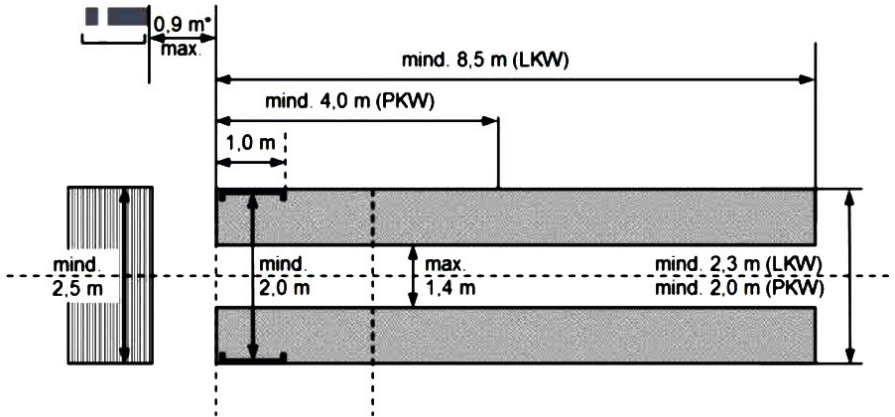 0,9 m*
max.
mind. 8,5 m (LKW)
mind. 4,0 m (PKW)
1,0 m
mind.
2,5 m
mind.
2,0 m
max.
1,4 m
mind. 2,3 m (LKW)
mind. 2,0 m (PKW)